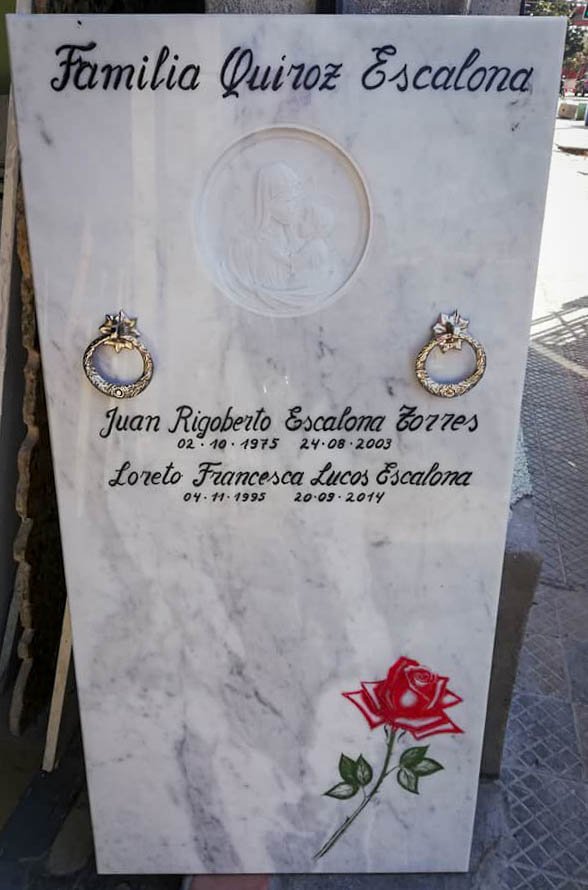 Familia Quiroz Escalona
Juan Rigoberto Escalona Torres
02·10·1975 24·08·2003
Loreto Francesca Lucos Escalona
04·11·1995 20·09·2014